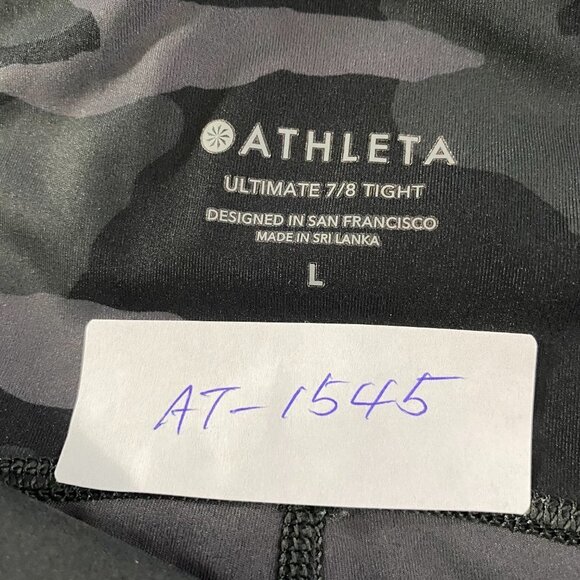 ATHLETA
ULTIMATE 7/8 TIGHT
DESIGNED IN SAN FRANCISCO
MADE IN SRI LANKA
L
AT-1545